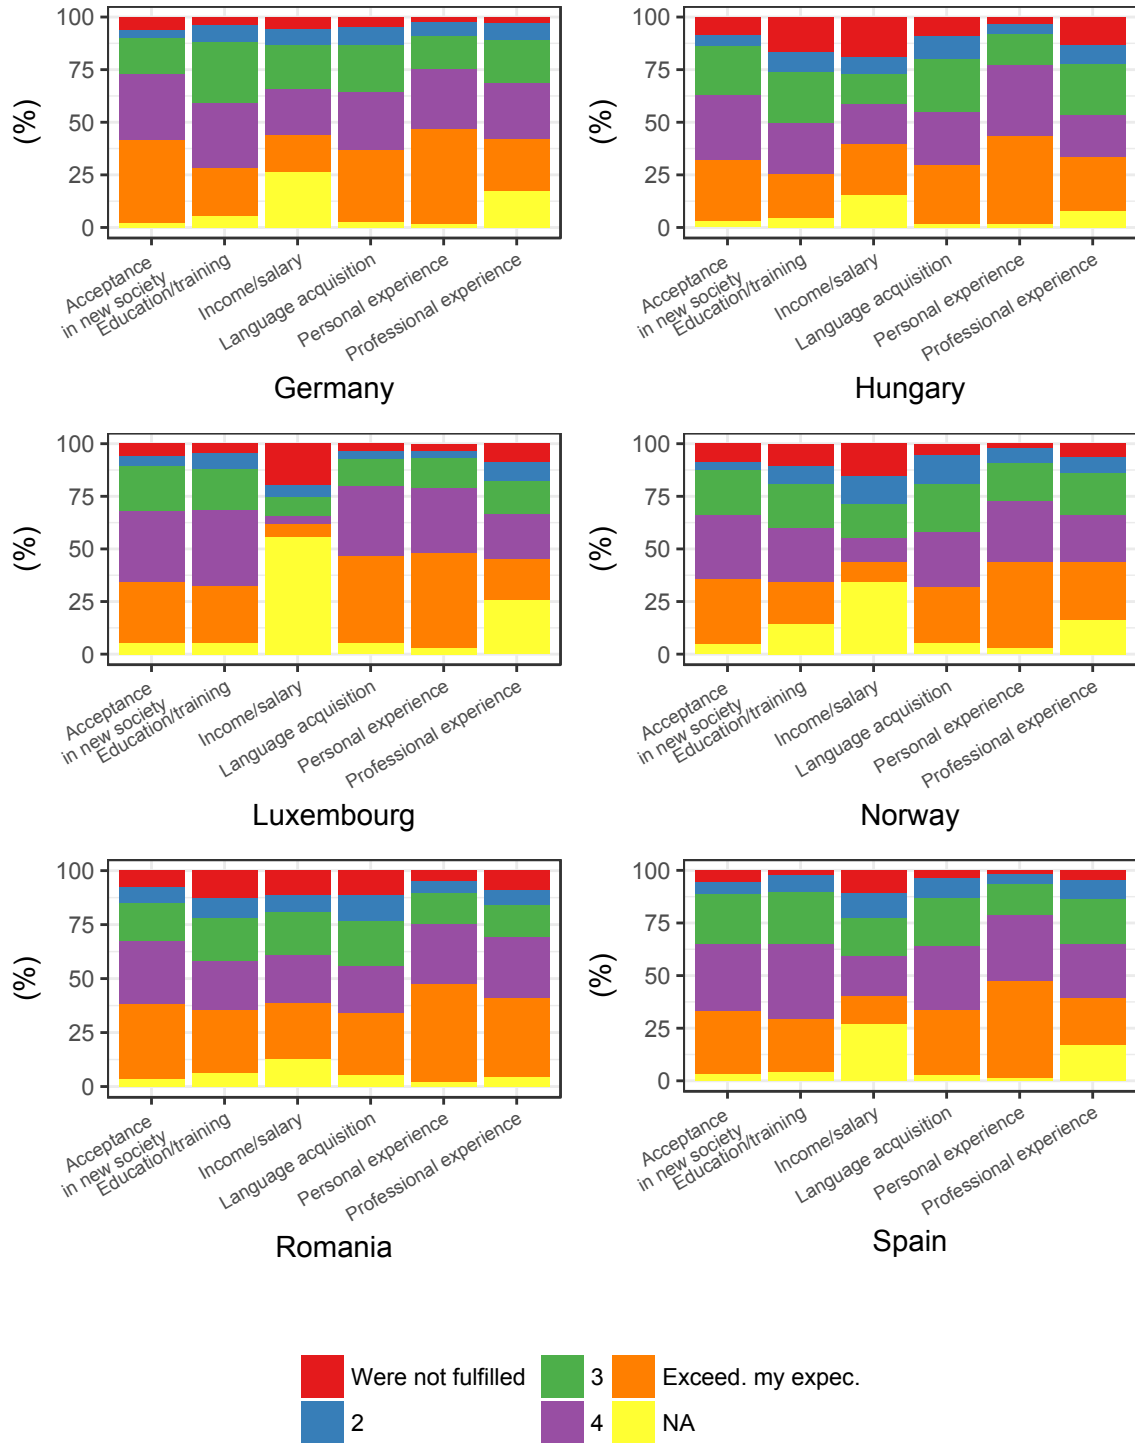 100
75
50
25
0
(%)
Acceptance
in new society
Education/training
Income/salary
Language acquisition
Personal experience
Professional experience
Germany
100
75
50
25
0
(%)
Acceptance
in new society
Education/training
Income/salary
Language acquisition
Personal experience
Professional experience
Hungary
100
75
50
25
0
(%)
Acceptance
in new society
Education/training
Income/salary
Language acquisition
Personal experience
Professional experience
Luxembourg
100
75
50
25
0
(%)
Acceptance
in new society
Education/training
Income/salary
Language acquisition
Personal experience
Professional experience
Norway
100
75
50
25
0
(%)
Acceptance
in new society
Education/training
Income/salary
Language acquisition
Personal experience
Professional experience
Romania
100
75
50
25
0
(%)
Acceptance
in new society
Education/training
Income/salary
Language acquisition
Personal experience
Professional experience
Spain
Were not fulfilled 3 Exceed. my expec.
2 4 NA